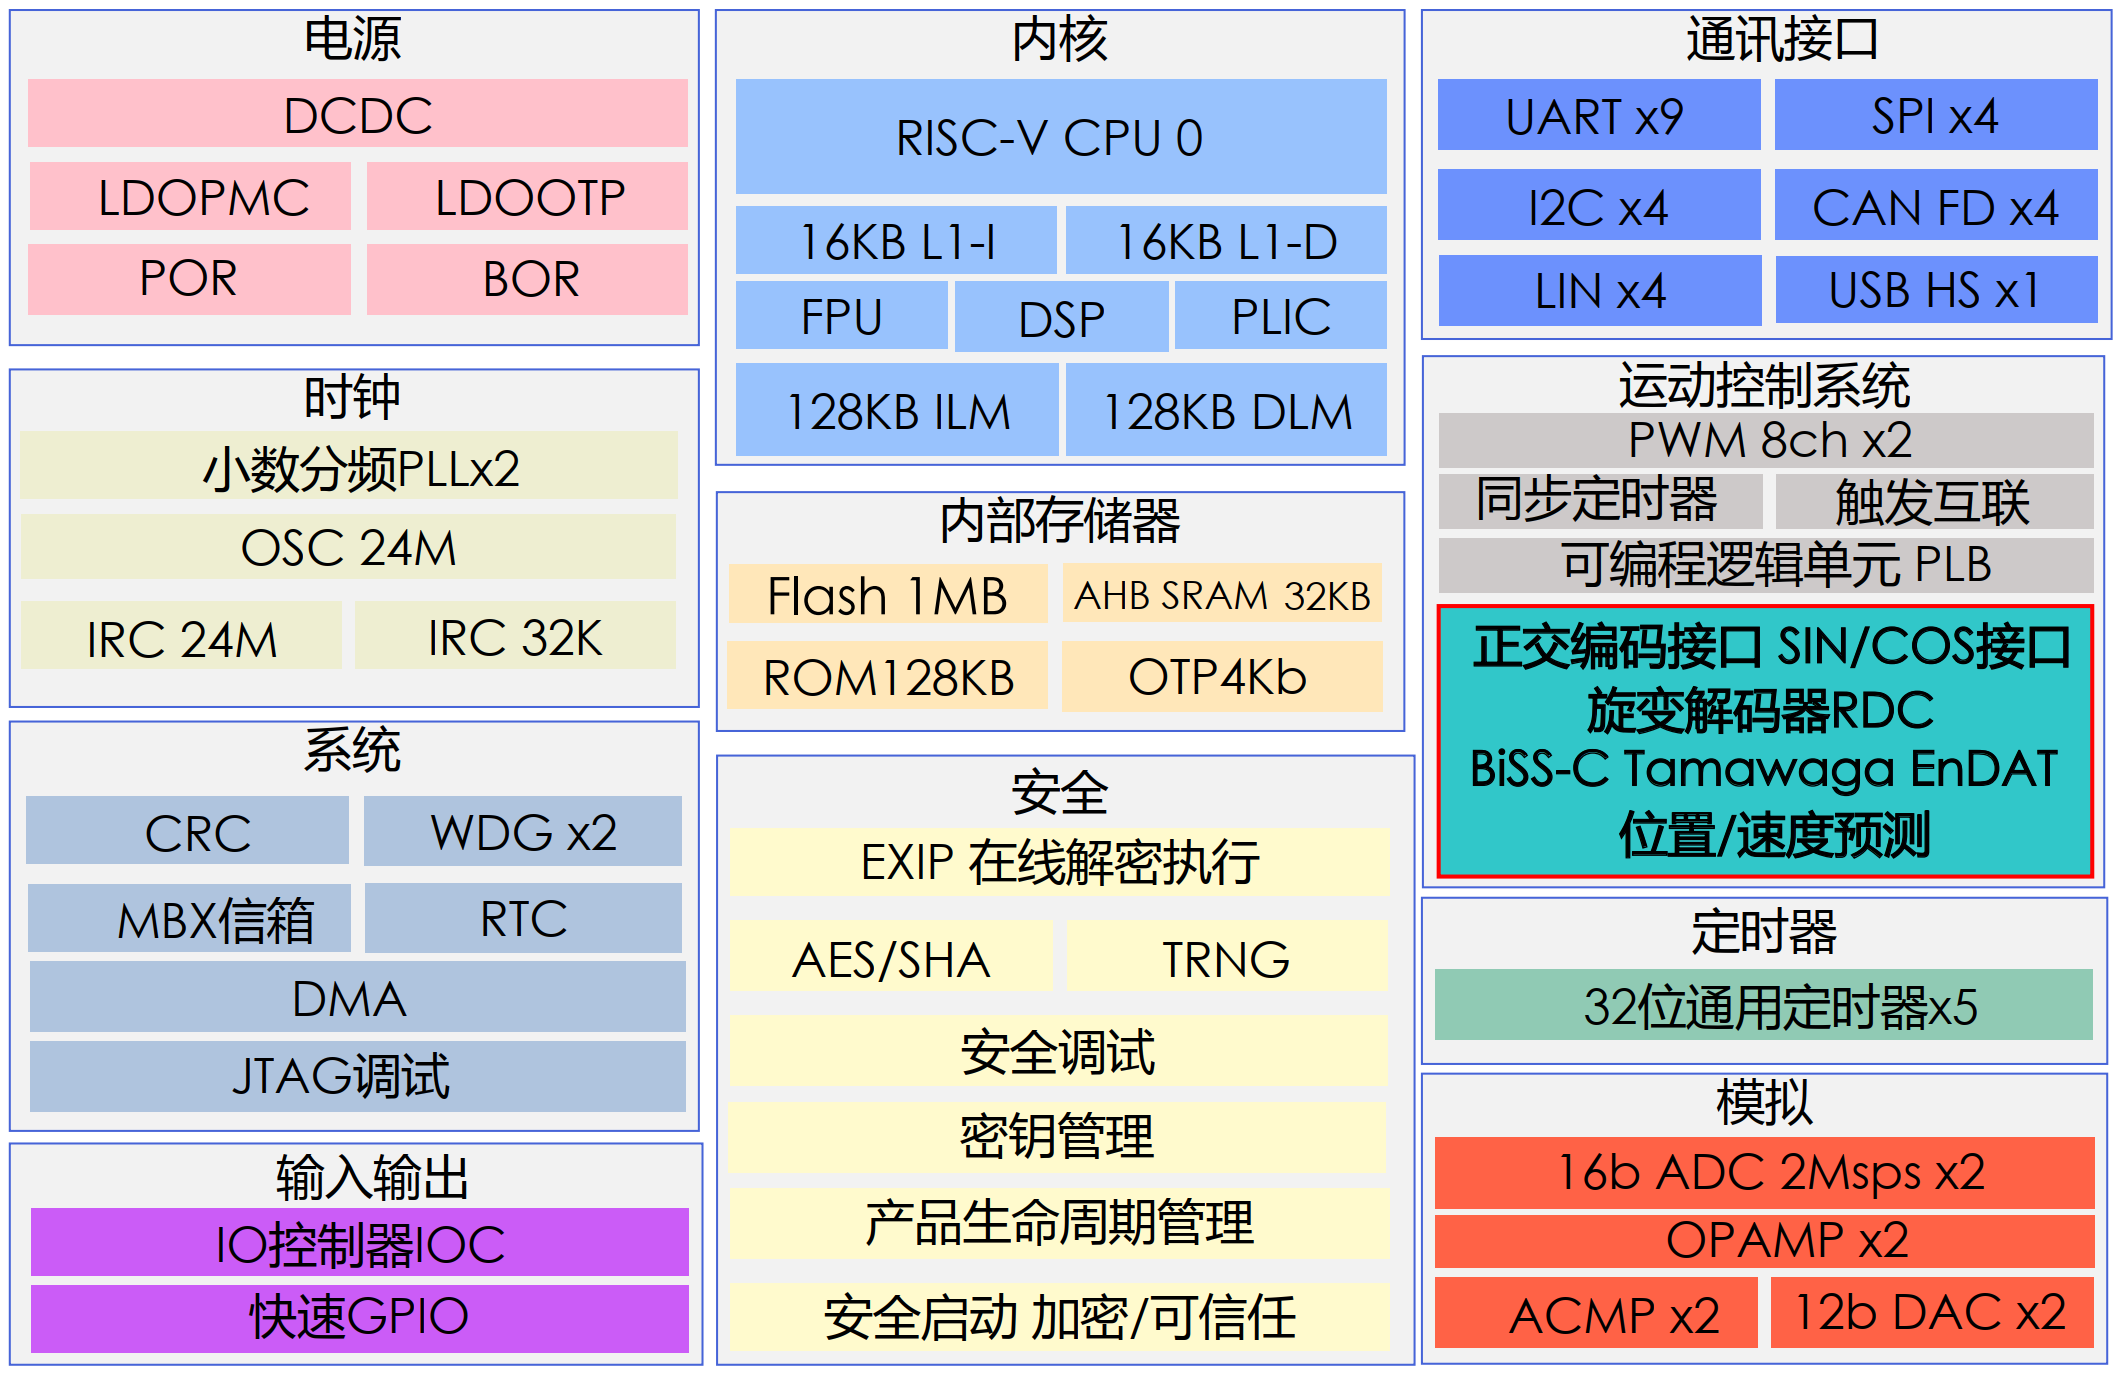 电源
DCDC
LDOPMC
LDOOTP
POR
BOR
时钟
小数分频PLLx2
OSC 24M
IRC 24M
IRC 32K
系统
CRC
WDG x2
MBX信箱
RTC
DMA
JTAG调试
输入输出
IO控制器IOC
快速GPIO
内核
RISC-V CPU 0
16KB L1-I
16KB L1-D
FPU
DSP
PLIC
128KB ILM
128KB DLM
内部存储器
Flash 1MB
AHB SRAM 32KB
ROM128KB
OTP4Kb
安全
EXIP 在线解密执行
AES/SHA
TRNG
安全调试
密钥管理
产品生命周期管理
安全启动 加密/可信任
通讯接口
UART x9
SPI x4
I2C x4
CAN FD x4
LIN x4
USB HS x1
运动控制系统
PWM 8ch x2
同步定时器
触发互联
可编程逻辑单元 PLB
正交编码接口 SIN/COS接口
旋变解码器RDC
BiSS-C Tamawaga EnDAT
位置/速度预测
定时器
32位通用定时器x5
模拟
16b ADC 2Msps x2
OPAMP x2
ACMP x2
12b DAC x2